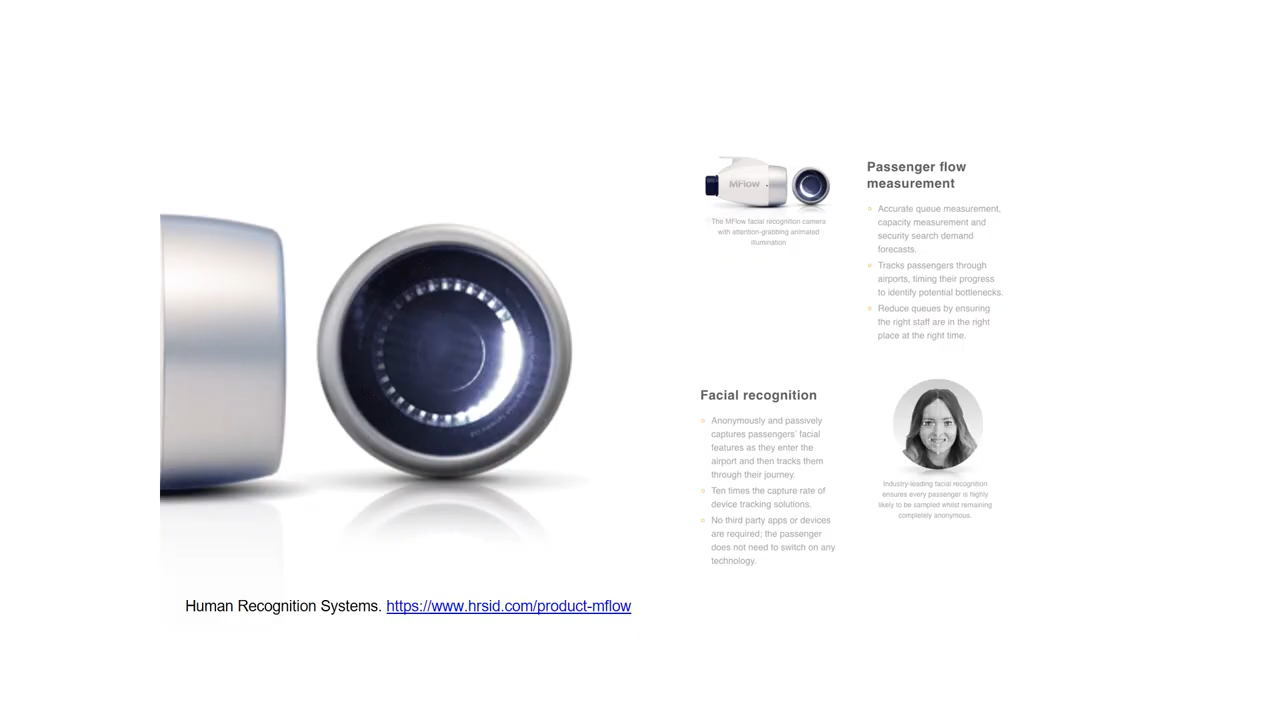 MFlow
The MFlow facial recognition camera
with attention-grabbing animated
illumination
Passenger flow
measurement
Accurate queue measurement,
capacity measurement and
security search demand
forecasts.
Tracks passengers through
airports, timing their progress
to identify potential bottlenecks.
Reduce queues by ensuring
the right staff are in the right
place at the right time.
Facial recognition
Anonymously and passively
captures passengers' facial
features as they enter the
airport and then tracks them
through their journey.
Ten times the capture rate of
device tracking solutions.
No third party apps or devices
are required; the passenger
does not need to switch on any
technology.
Industry-leading facial recognition
ensures every passenger is highly
likely to be sampled whilst remaining
completely anonymous.
Human Recognition Systems. https://www.hrsid.com/product-mflow